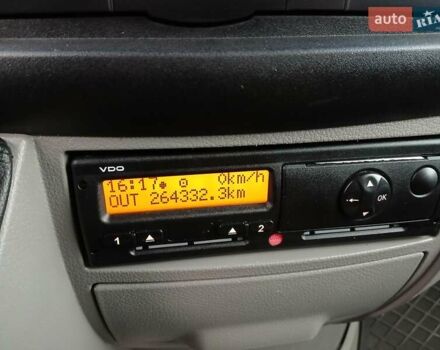 auto RIA
VDO
16:17 0km/h
OUT 264332.3km
1 2
OK